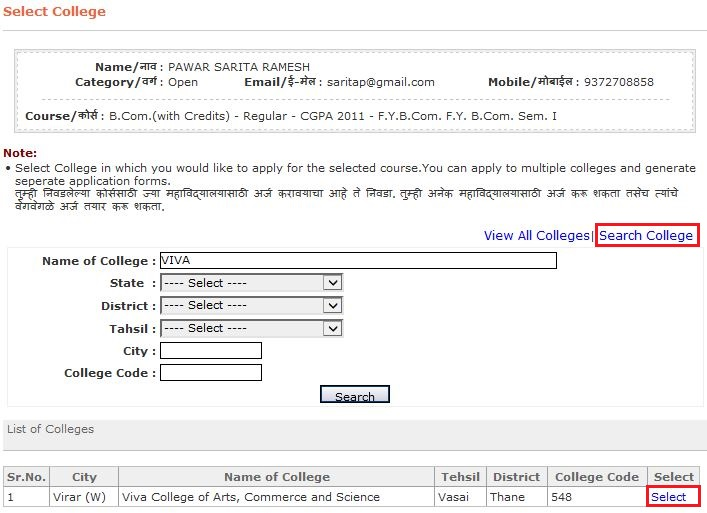 Select College
Name/नाव : PAWAR SARITA RAMESH
Category/वर्ग : Open Email/ई-मेल : saritap@gmail.com Mobile/मोबाईल : 9372708858
Course/कोर्स : B.Com.(with Credits) - Regular - CGPA 2011 - F.Y.B.Com. F.Y. B.Com. Sem. I
Note:
• Select College in which you would like to apply for the selected course.You can apply to multiple colleges and generate
seperate application forms.
तुम्ही निवडलेल्या कोर्ससाठी ज्या महाविद्यालयासाठी अर्ज करावयाचा आहे ते निवडा. तुम्ही अनेक महाविद्यालयासाठी अर्ज करू शकता तसेच त्यांचे
वेगवेगळे अर्ज तयार करू शकता.
View All Colleges| Search College
Name of College : VIVA
State : ---- Select ----
District : ---- Select ----
Tahsil : ---- Select ----
City :
College Code :
Search
List of Colleges
Sr.No. City Name of College Tehsil District College Code Select
1 Virar (W) Viva College of Arts, Commerce and Science Vasai Thane 548 Select